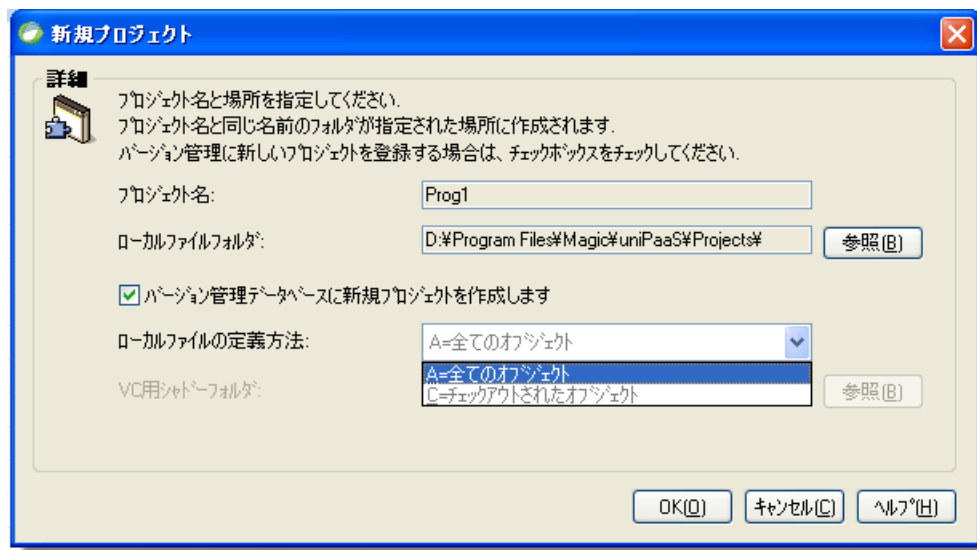 新規プロジェクト
詳細
プロジェクト名と場所を指定してください.
プロジェクト名と同じ名前のフォルダが指定された場所に作成されます.
バージョン管理に新しいプロジェクトを登録する場合は、チェックボックスをチェックしてください.
プロジェクト名: Prog1
ローカルファイルフォルダ: D:¥Program Files¥Magic¥uniPaaS¥Projects¥ 参照(B)
バージョン管理データベースに新規プロジェクトを作成します
ローカルファイルの定義方法: A=全てのオブジェクト
A=全てのオブジェクト
C=チェックアウトされたオブジェクト
VC用シャドーフォルダ: 参照(B)
OK(O) キャンセル(C) ヘルプ(H)